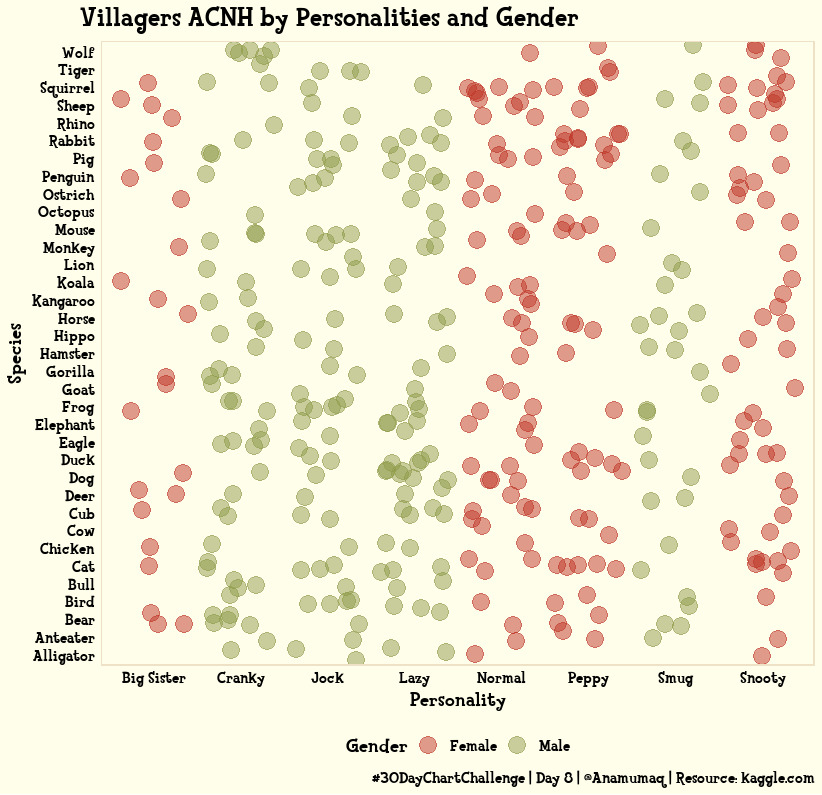 Villagers ACNH by Personalities and Gender
Species
Wolf
Tiger
Squirrel
Sheep
Rhino
Rabbit
Pig
Penguin
Ostrich
Octopus
Mouse
Monkey
Lion
Koala
Kangaroo
Horse
Hippo
Hamster
Gorilla
Goat
Frog
Elephant
Eagle
Duck
Dog
Deer
Cub
Cow
Chicken
Cat
Bull
Bird
Bear
Anteater
Alligator
Big Sister Cranky Jock Lazy Normal Peppy Smug Snooty
Personality
Gender Female Male
#30DayChartChallenge | Day 8 | @Anamumaq | Resource: Kaggle.com